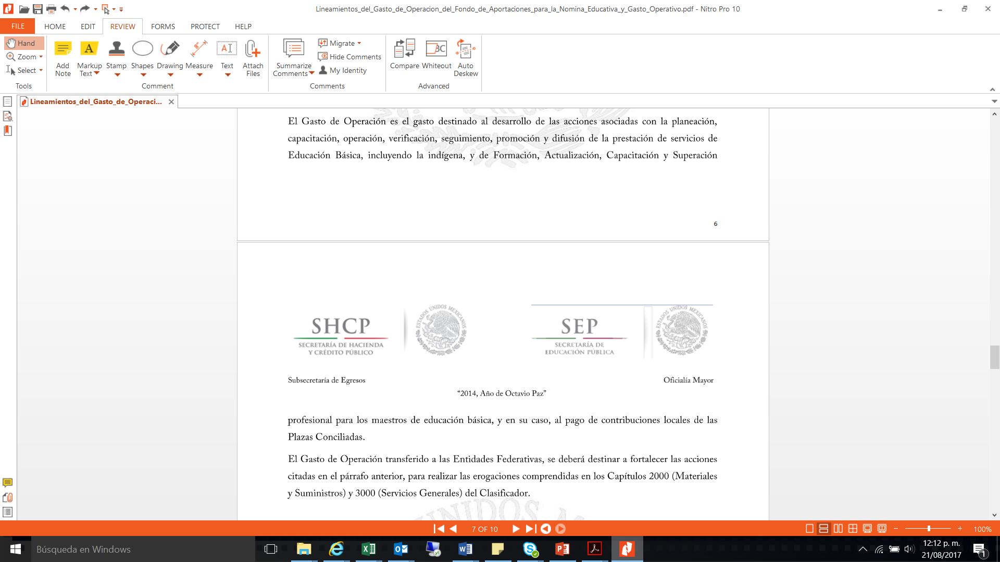 Lineamientos_del_Gasto_de_Operacion_del_Fondo_de_Aportaciones_para_la_Nomina_Educativa_y_Gasto_Operativo.pdf - Nitro Pro 10
FILE HOME EDIT REVIEW FORMS PROTECT HELP
Hand
Zoom
Select
Tools
Add Note
Markup Text
Stamp
Shapes
Drawing
Measure
Text
Attach Files
Comment
Summarize Comments
Migrate
Hide Comments
My Identity
Comments
Compare
Whiteout
Auto Deskew
Advanced
Lineamientos_del_Gasto_de_Operaci...
El Gasto de Operación es el gasto destinado al desarrollo de las acciones asociadas con la planeación,
capacitación, operación, verificación, seguimiento, promoción y difusión de la prestación de servicios de
Educación Básica, incluyendo la indígena, y de Formación, Actualización, Capacitación y Superación
6
SHCP
SECRETARÍA DE HACIENDA
Y CRÉDITO PÚBLICO
ESTADOS UNIDOS MEXICANOS
SEP
SECRETARÍA DE
EDUCACIÓN PÚBLICA
ESTADOS UNIDOS MEXICANOS
Subsecretaría de Egresos
Oficialía Mayor
“2014, Año de Octavio Paz”
profesional para los maestros de educación básica, y en su caso, al pago de contribuciones locales de las
Plazas Conciliadas.
El Gasto de Operación transferido a las Entidades Federativas, se deberá destinar a fortalecer las acciones
citadas en el párrafo anterior, para realizar las erogaciones comprendidas en los Capítulos 2000 (Materiales
y Suministros) y 3000 (Servicios Generales) del Clasificador.
UNIDOS M
7 OF 10
100%
Búsqueda en Windows
12:12 p. m.
21/08/2017
1